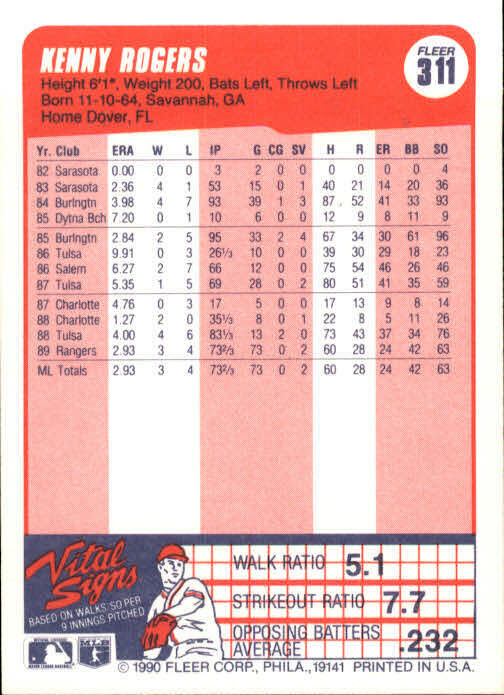 KENNY ROGERS
FLEER
311
Height 6'1", Weight 200, Bats Left, Throws Left
Born 11-10-64, Savannah, GA
Home Dover, FL
Yr. Club ERA W L IP G CG SV H R ER BB SO
82 Sarasota 0.00 0 0 3 2 0 0 0 0 0 0 4
83 Sarasota 2.36 4 1 53 15 0 1 40 21 14 20 36
84 Burlingtn 3.98 4 7 93 39 1 3 87 52 41 33 93
85 Dytna Bch 7.20 0 1 10 6 0 0 12 9 8 11 9
85 Burlngtn 2.84 2 5 95 33 2 4 67 34 30 61 96
86 Tulsa 9.91 0 3 26⅓ 10 0 0 39 30 29 18 23
86 Salem 6.27 2 7 66 12 0 0 75 54 46 26 46
87 Tulsa 5.35 1 5 69 28 0 2 80 51 41 35 59
87 Charlotte 4.76 0 3 17 5 0 0 17 13 9 8 14
88 Charlotte 1.27 2 0 35⅓ 8 0 1 22 8 5 11 26
88 Tulsa 4.00 4 6 83⅓ 13 2 0 73 43 37 34 76
89 Rangers 2.93 3 4 73⅔ 73 0 2 60 28 24 42 63
ML Totals 2.93 3 4 73⅔ 73 0 2 60 28 24 42 63
Vital
Signs
BASED ON WALKS/SO PER
9 INNINGS PITCHED
WALK RATIO 5.1
STRIKEOUT RATIO 7.7
OPPOSING BATTERS
AVERAGE .232
© 1990 FLEER CORP., PHILA., 19141 PRINTED IN U.S.A.